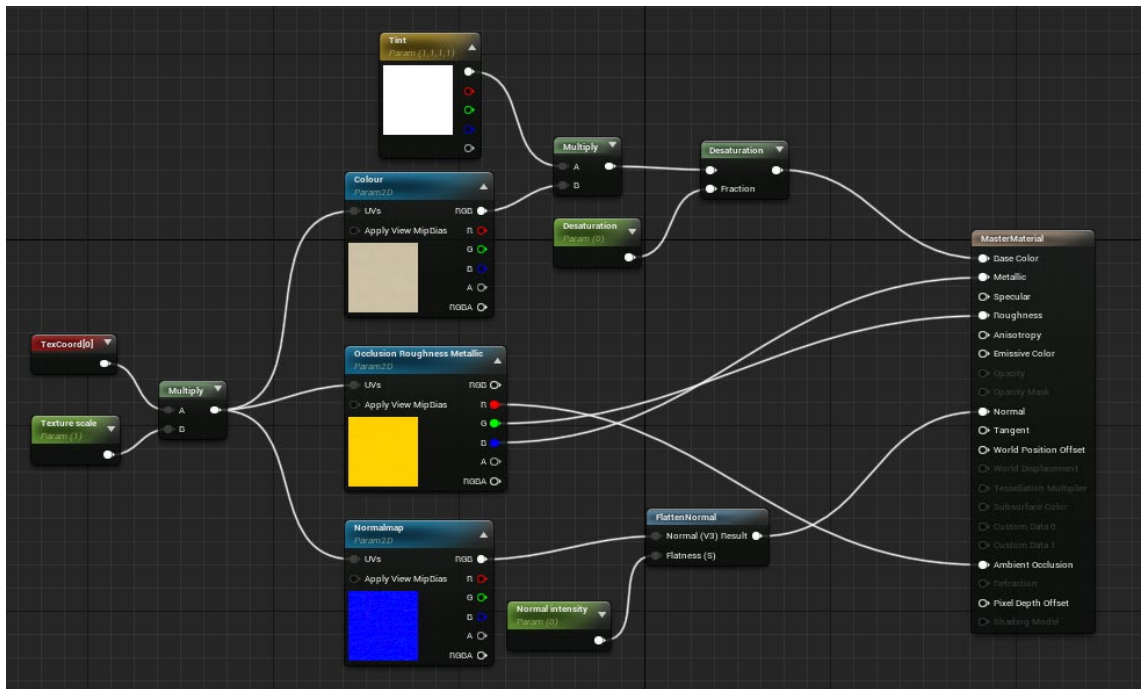 Tint
Param (1,1,1,1)
Multiply
A
B
Desaturation
Fraction
Colour
Param2D
UVs
RGB
Apply View MipBias
R
G
B
A
RGBA
Desaturation
Param (0)
MasterMaterial
Base Color
Metallic
Specular
Roughness
Anisotropy
Emissive Color
Opacity
Opacity Mask
Normal
Tangent
World Position Offset
World Displacement
Tessellation Multiplier
Subsurface Color
Custom Data 0
Custom Data 1
Ambient Occlusion
Refraction
Pixel Depth Offset
Shading Model
TexCoord[0]
Multiply
A
B
Texture scale
Param (1)
Occlusion Roughness Metallic
Param2D
UVs
RGB
Apply View MipBias
R
G
B
A
RGBA
Normalmap
Param2D
UVs
RGB
Apply View MipBias
R
G
B
A
RGBA
FlattenNormal
Normal (V3) Result
Flatness (S)
Normal intensity
Param (0)